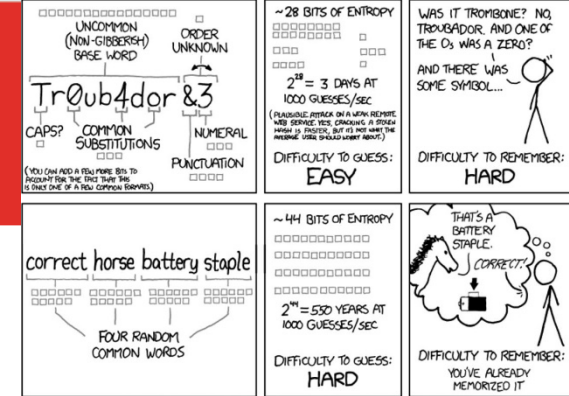 UNCOMMON
(NON-GIBBERISH)
BASE WORD
ORDER
UNKNOWN
Tr0ub4dor &3
CAPS?
COMMON
SUBSTITUTIONS
NUMERAL
PUNCTUATION
(YOU CAN ADD A FEW MORE BITS TO
ACCOUNT FOR THE FACT THAT THIS
IS ONLY ONE OF A FEW COMMON FORMATS.)
~28 BITS OF ENTROPY
2²⁸ = 3 DAYS AT
1000 GUESSES/SEC
(PLAUSIBLE ATTACK ON A WEAK REMOTE
WEB SERVICE. YES, CRACKING A STOLEN
HASH IS FASTER, BUT IT'S NOT WHAT THE
AVERAGE USER SHOULD WORRY ABOUT.)
DIFFICULTY TO GUESS:
EASY
WAS IT TROMBONE? NO,
TROUBADOR. AND ONE OF
THE Os WAS A ZERO?
AND THERE WAS
SOME SYMBOL...
DIFFICULTY TO REMEMBER:
HARD
correct horse battery staple
FOUR RANDOM
COMMON WORDS
~44 BITS OF ENTROPY
2⁴⁴ = 550 YEARS AT
1000 GUESSES/SEC
DIFFICULTY TO GUESS:
HARD
THAT'S A
BATTERY
STAPLE.
CORRECT!
DIFFICULTY TO REMEMBER:
YOU'VE ALREADY
MEMORIZED IT